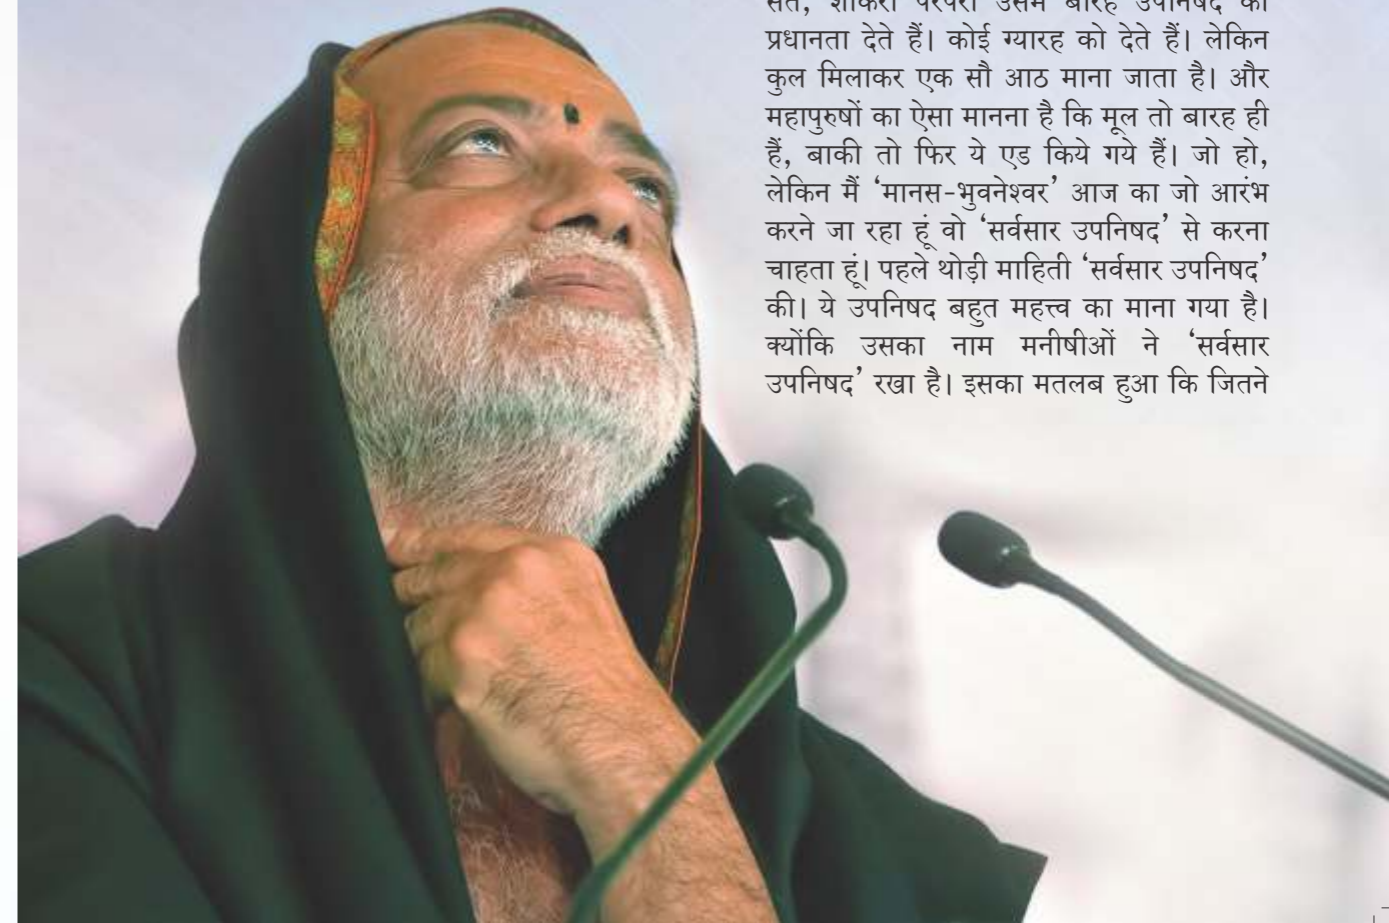 प्रधानता देते हैं। कोई ग्यारह को देते हैं। लेकिन
कुल मिलाकर एक सौ आठ माना जाता है। और
महापुरुषों का ऐसा मानना है कि मूल तो बारह ही
हैं, बाकी तो फिर ये एड किये गये हैं। जो हो,
लेकिन मैं ‘मानस-भुवनेश्वर’ आज का जो आरंभ
करने जा रहा हूं वो ‘सर्वसार उपनिषद’ से करना
चाहता हूं। पहले थोड़ी माहिती ‘सर्वसार उपनिषद’
की। ये उपनिषद बहुत महत्त्व का माना गया है।
क्योंकि उसका नाम मनीषीओं ने ‘सर्वसार
उपनिषद’ रखा है। इसका मतलब हुआ कि जितने